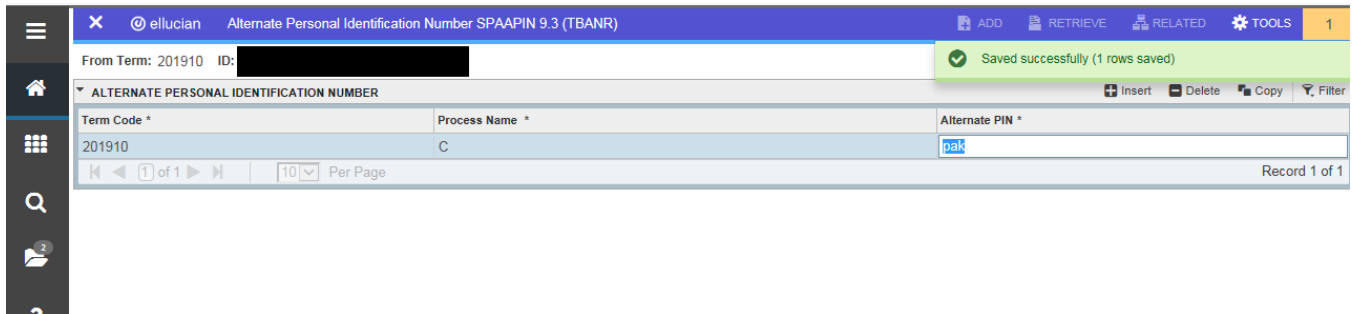 ellucian Alternate Personal Identification Number SPAAPIN 9.3 (TBANR) ADD RETRIEVE RELATED TOOLS 1
From Term: 201910 ID:
Saved successfully (1 rows saved)
ALTERNATE PERSONAL IDENTIFICATION NUMBER Insert Delete Copy Filter
Term Code * Process Name * Alternate PIN *
201910 C pak
1 of 1 10 Per Page Record 1 of 1
2